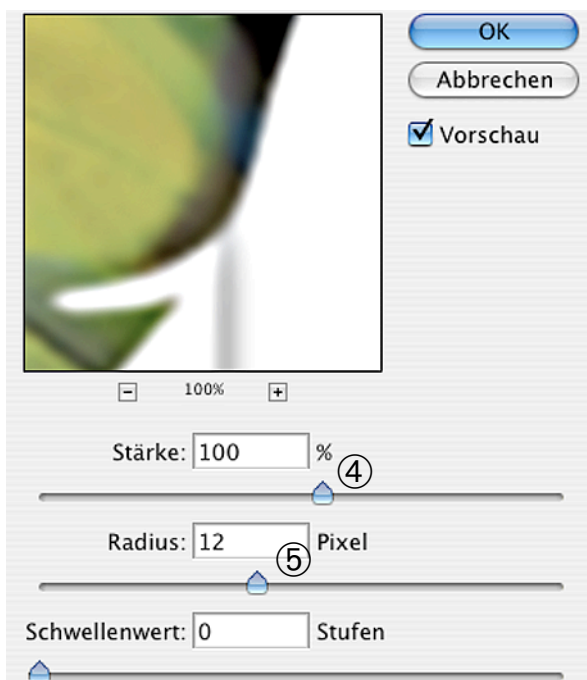 OK
Abbrechen
Vorschau
100%
Stärke: 100 %
④
Radius: 12 Pixel
⑤
Schwellenwert: 0 Stufen